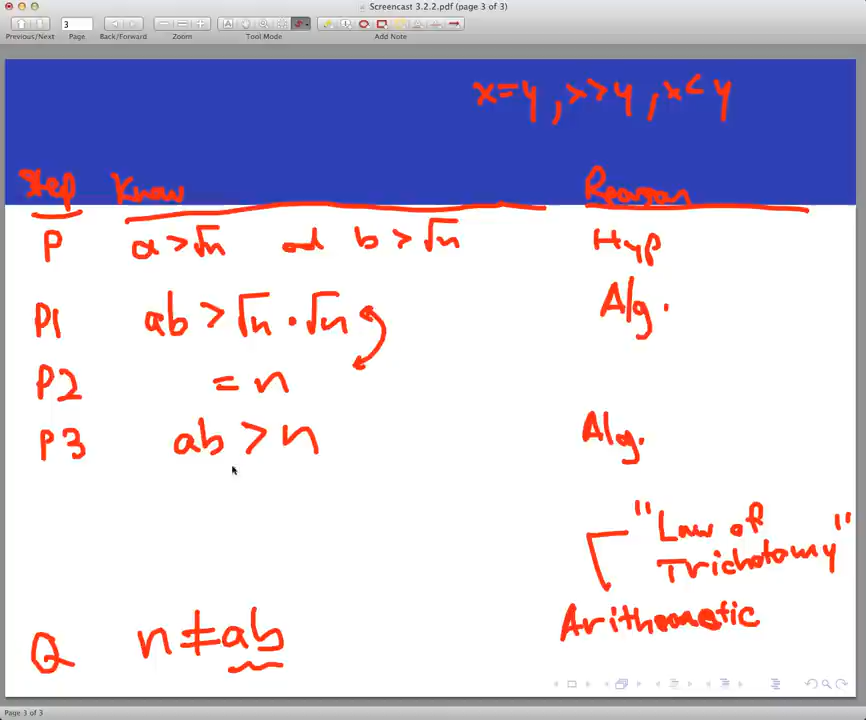 Screencast 3.2.2.pdf (page 3 of 3)
3
Previous/Next Page Back/Forward Zoom Tool Mode Add Note
x=y, x>y, x<y
Step Know Reason
P a>√n and b>√n Hyp
P1 ab>√n·√n Alg.
P2 =n
P3 ab>n Alg.
"Law of
Trichotomy"
Arithmetic
Q n≠ab
Page 3 of 3